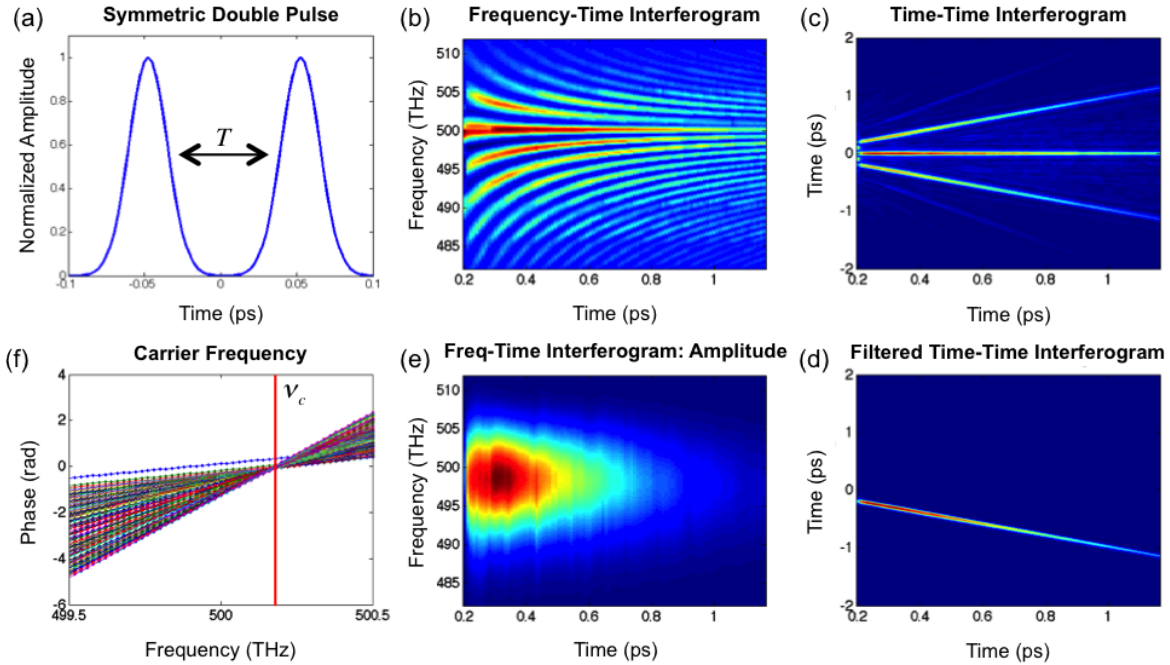 (a) Symmetric Double Pulse
Normalized Amplitude
1
0.8
0.6
0.4
0.2
0
T
-0.1 -0.05 0 0.05 0.1
Time (ps)
(b) Frequency-Time Interferogram
Frequency (THz)
510
505
500
495
490
485
0.2 0.4 0.6 0.8 1
Time (ps)
(c) Time-Time Interferogram
Time (ps)
2
1
0
-1
-2
0.2 0.4 0.6 0.8 1
Time (ps)
(f) Carrier Frequency
Phase (rad)
4
2
0
-2
-4
-6
νc
499.5 500 500.5
Frequency (THz)
(e) Freq-Time Interferogram: Amplitude
Frequency (THz)
510
505
500
495
490
485
0.2 0.4 0.6 0.8 1
Time (ps)
(d) Filtered Time-Time Interferogram
Time (ps)
2
1
0
-1
-2
0.2 0.4 0.6 0.8 1
Time (ps)